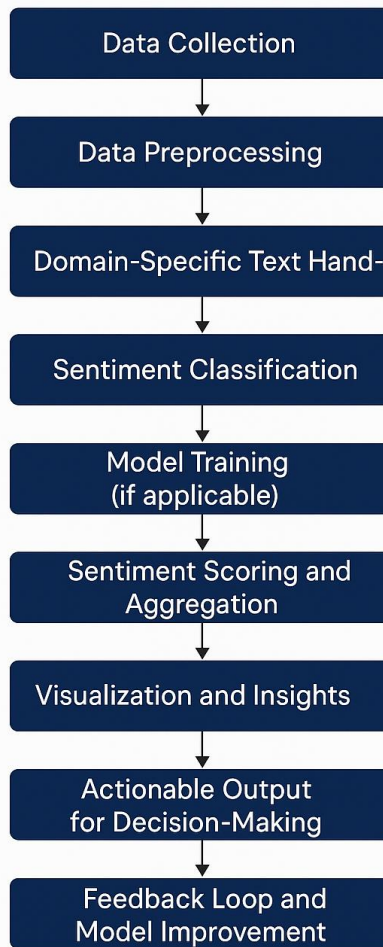 Data Collection
Data Preprocessing
Domain-Specific Text Hand-
Sentiment Classification
Model Training
(if applicable)
Sentiment Scoring and
Aggregation
Visualization and Insights
Actionable Output
for Decision-Making
Feedback Loop and
Model Improvement